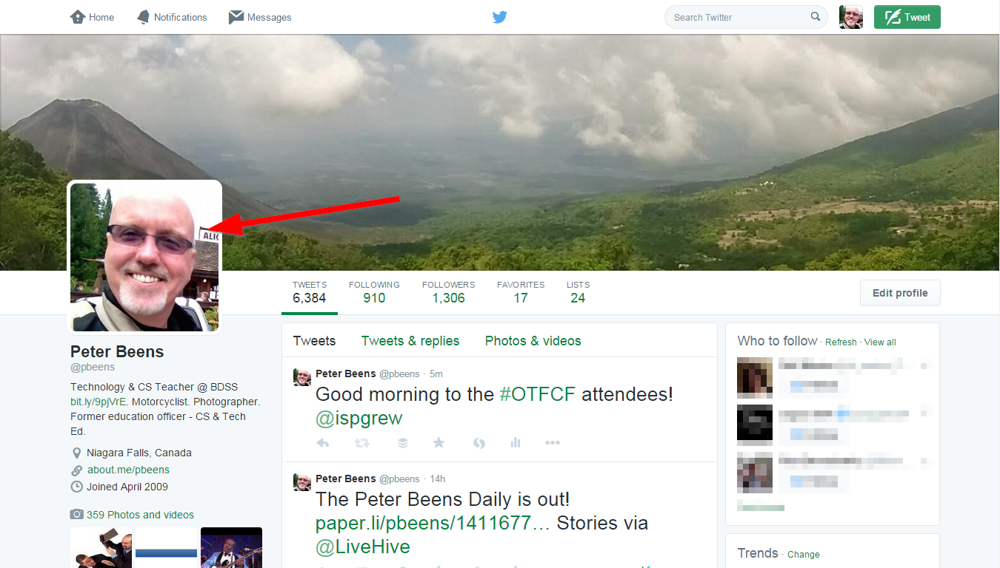 Home
Notifications
Messages
Search Twitter
Tweet
ALIC
TWEETS
6,384
FOLLOWING
910
FOLLOWERS
1,306
FAVORITES
17
LISTS
24
Edit profile
Peter Beens
@pbeens
Technology & CS Teacher @ BDSS
bit.ly/9pjVrE. Motorcyclist. Photographer.
Former education officer - CS & Tech
Ed.
Niagara Falls, Canada
about.me/pbeens
Joined April 2009
359 Photos and videos
Tweets
Tweets & replies
Photos & videos
Peter Beens @pbeens · 5m
Good morning to the #OTFCF attendees!
@ispgrew
Peter Beens @pbeens · 14h
The Peter Beens Daily is out!
paper.li/pbeens/1411677… Stories via
@LiveHive
Who to follow · Refresh · View all
Trends · Change